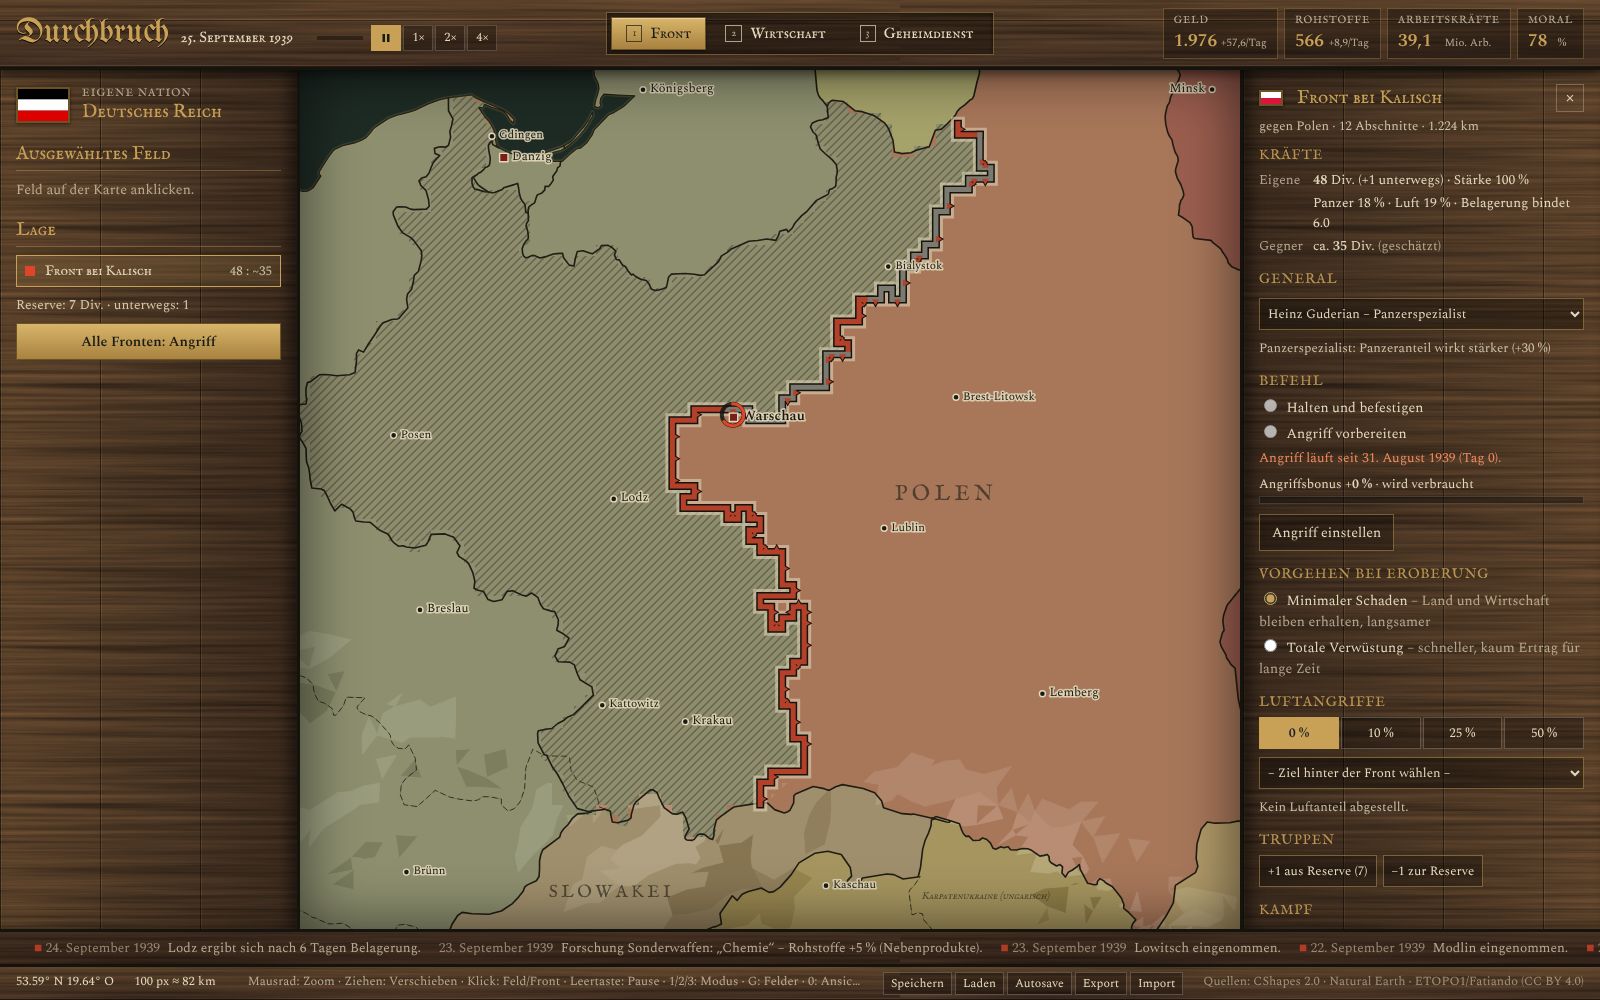 Durchbruch
25. September 1939
1×
2×
4×
1 Front
2 Wirtschaft
3 Geheimdienst
GELD
1.976 +57,6/Tag
ROHSTOFFE
566 +8,9/Tag
ARBEITSKRÄFTE
39,1 Mio. Arb.
MORAL
78 %
EIGENE NATION
Deutsches Reich
Ausgewähltes Feld
Feld auf der Karte anklicken.
Lage
Front bei Kalisch 48 : ~35
Reserve: 7 Div. · unterwegs: 1
Alle Fronten: Angriff
Königsberg
Minsk
Gdingen
Danzig
Bialystok
Brest-Litowsk
Warschau
Posen
POLEN
Lodz
Lublin
Breslau
Lemberg
Kattowitz
Krakau
Brünn
SLOWAKEI
Kaschau
Karpatenukraine (ungarisch)
Front bei Kalisch
×
gegen Polen · 12 Abschnitte · 1.224 km
KRÄFTE
Eigene 48 Div. (+1 unterwegs) · Stärke 100 %
Panzer 18 % · Luft 19 % · Belagerung bindet
6.0
Gegner ca. 35 Div. (geschätzt)
GENERAL
Heinz Guderian – Panzerspezialist
Panzerspezialist: Panzeranteil wirkt stärker (+30 %)
BEFEHL
Halten und befestigen
Angriff vorbereiten
Angriff läuft seit 31. August 1939 (Tag 0).
Angriffsbonus +0 % · wird verbraucht
Angriff einstellen
VORGEHEN BEI EROBERUNG
Minimaler Schaden – Land und Wirtschaft
bleiben erhalten, langsamer
Totale Verwüstung – schneller, kaum Ertrag für
lange Zeit
LUFTANGRIFFE
0 %
10 %
25 %
50 %
– Ziel hinter der Front wählen –
Kein Luftanteil abgestellt.
TRUPPEN
+1 aus Reserve (7)
−1 zur Reserve
KAMPF
24. September 1939 Lodz ergibt sich nach 6 Tagen Belagerung. 23. September 1939 Forschung Sonderwaffen: „Chemie“ – Rohstoffe +5 % (Nebenprodukte). 23. September 1939 Lowitsch eingenommen. 22. September 1939 Modlin eingenommen.
53.59° N 19.64° O
100 px ≈ 82 km
Mausrad: Zoom · Ziehen: Verschieben · Klick: Feld/Front · Leertaste: Pause · 1/2/3: Modus · G: Felder · 0: Ansic…
Speichern
Laden
Autosave
Export
Import
Quellen: CShapes 2.0 · Natural Earth · ETOPO1/Fatiando (CC BY 4.0)